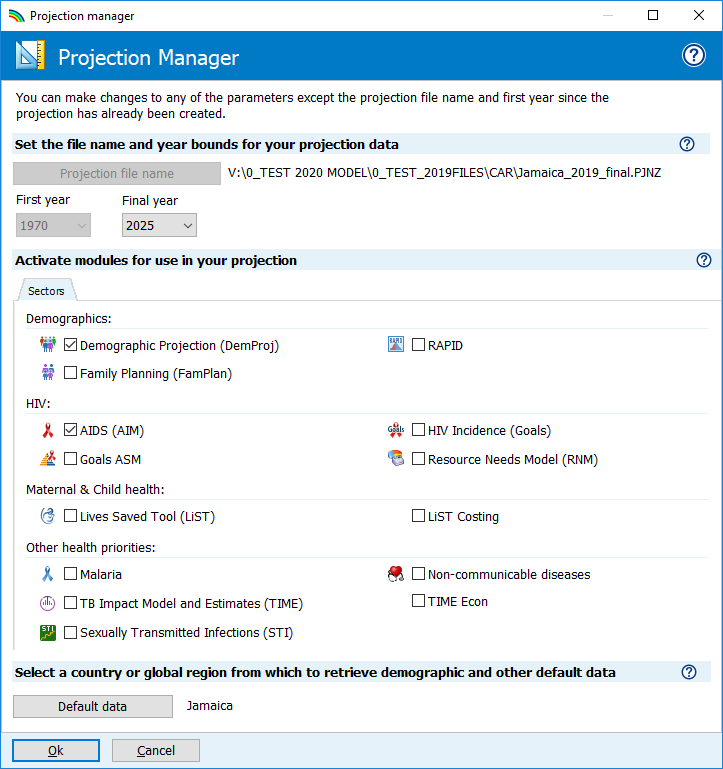 Projection manager
Projection Manager
?
You can make changes to any of the parameters except the projection file name and first year since the
projection has already been created.
Set the file name and year bounds for your projection data ?
Projection file name V:\0_TEST 2020 MODEL\0_TEST_2019FILES\CAR\Jamaica_2019_final.PJNZ
First year Final year
1970 2025
Activate modules for use in your projection ?
Sectors
Demographics:
Demographic Projection (DemProj) RAPID RAPID
Family Planning (FamPlan)
HIV:
AIDS (AIM) Goals HIV Incidence (Goals)
Goals ASM Resource Needs Model (RNM)
Maternal & Child health:
Lives Saved Tool (LiST) LiST Costing
Other health priorities:
Malaria Non-communicable diseases
TB Impact Model and Estimates (TIME) TIME Econ
STI Sexually Transmitted Infections (STI)
Select a country or global region from which to retrieve demographic and other default data ?
Default data Jamaica
Ok Cancel